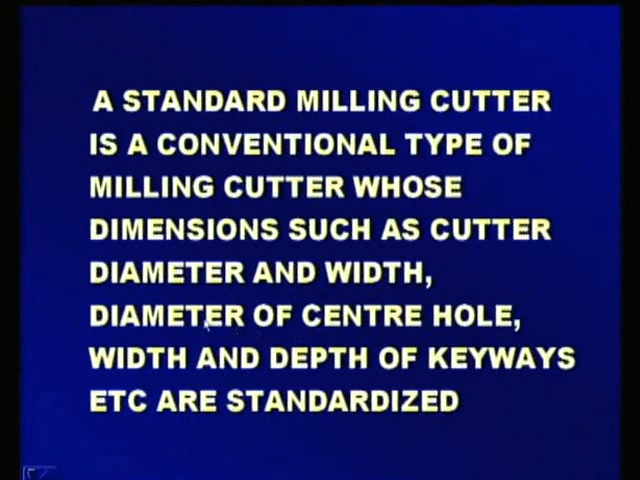 A STANDARD MILLING CUTTER
IS A CONVENTIONAL TYPE OF
MILLING CUTTER WHOSE
DIMENSIONS SUCH AS CUTTER
DIAMETER AND WIDTH,
DIAMETER OF CENTRE HOLE,
WIDTH AND DEPTH OF KEYWAYS
ETC ARE STANDARDIZED